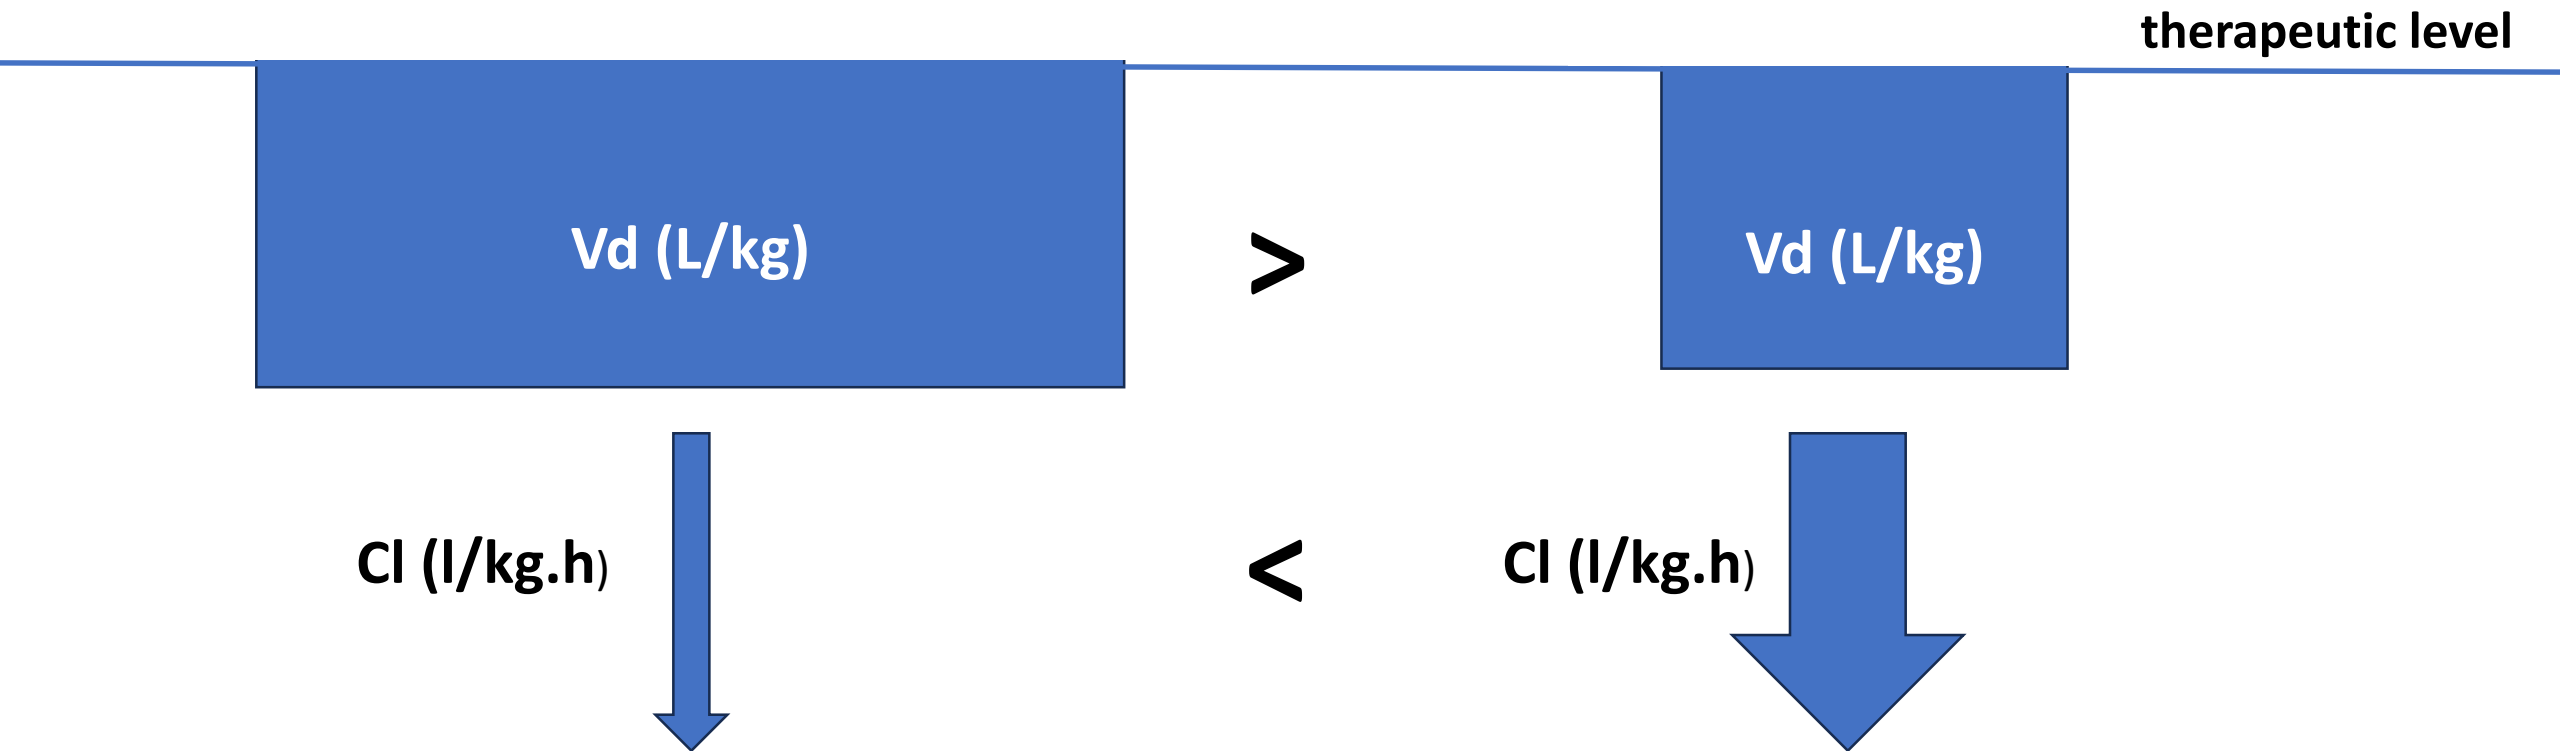 therapeutic level
Vd (L/kg)
>
Vd (L/kg)
Cl (l/kg.h)
<
Cl (l/kg.h)